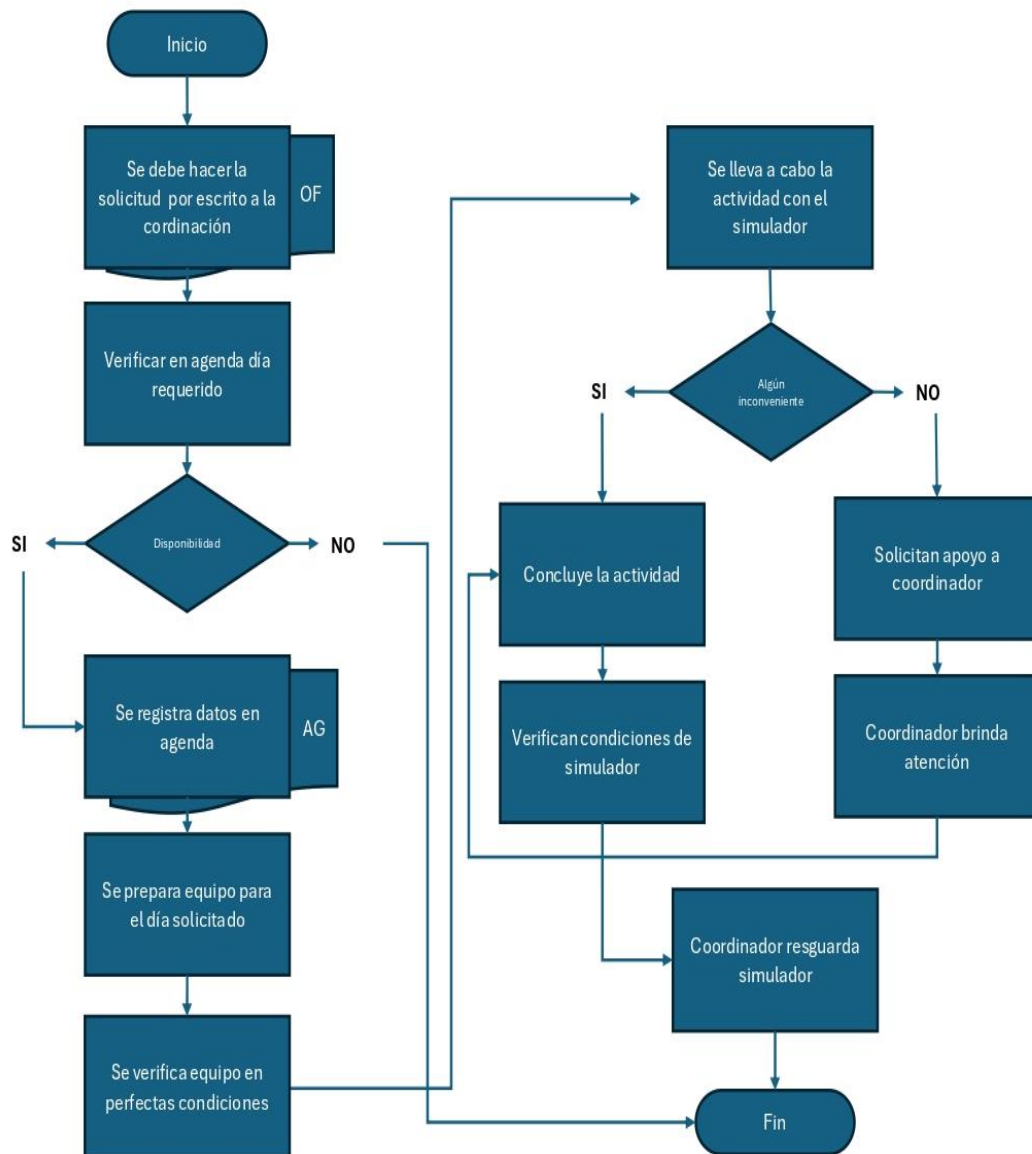 Inicio
Se debe hacer la
solicitud por escrito a la
cordinación
OF
Verificar en agenda día
requerido
Disponibilidad
SI
NO
Se registra datos en
agenda
AG
Se prepara equipo para
el día solicitado
Se verifica equipo en
perfectas condiciones
Se lleva a cabo la
actividad con el
simulador
Algún
inconveniente
SI
NO
Concluye la actividad
Solicitan apoyo a
coordinador
Verifican condiciones de
simulador
Coordinador brinda
atención
Coordinador resguarda
simulador
Fin